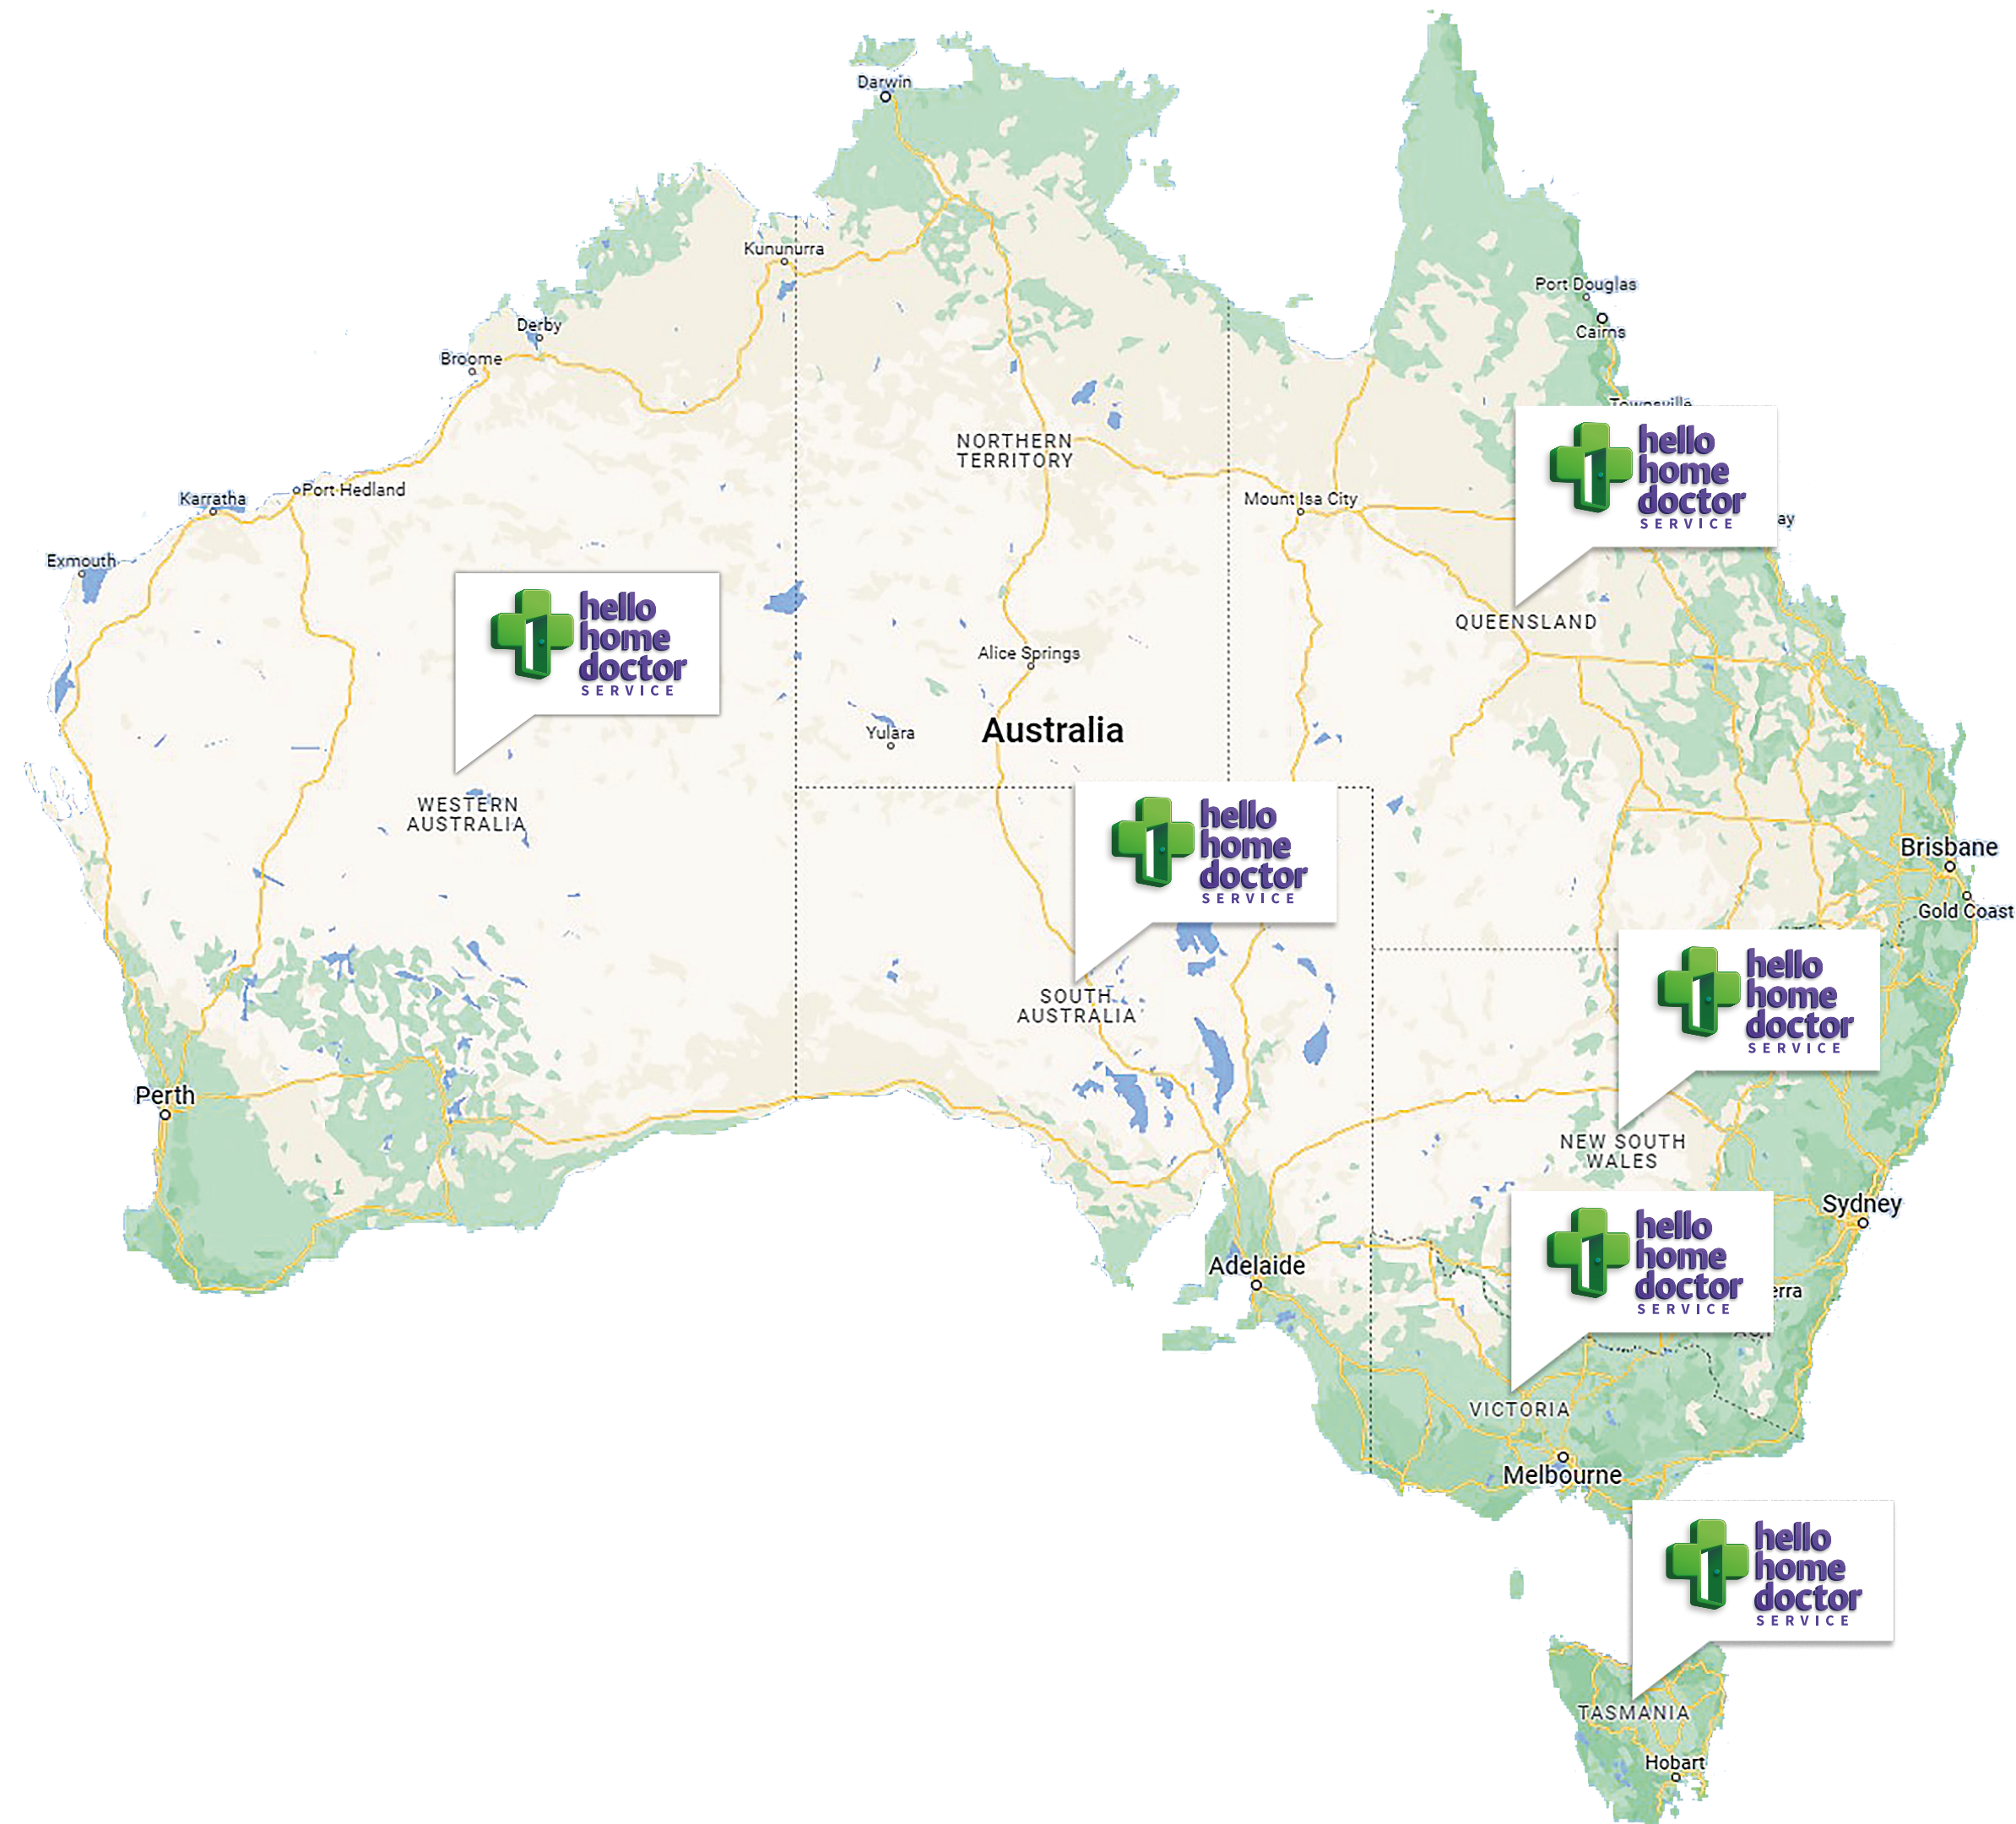 Darwin
Kununurra
Port Douglas
Cairns
Derby
Broome
Townsville
hello
home
doctor
SERVICE
NORTHERN
TERRITORY
Port Hedland
Karratha
Mount Isa City
ay
Exmouth
hello
home
doctor
SERVICE
QUEENSLAND
Alice Springs
Yulara
Australia
WESTERN
AUSTRALIA
hello
home
doctor
SERVICE
Brisbane
Gold Coast
hello
home
doctor
SERVICE
SOUTH
AUSTRALIA
Perth
NEW SOUTH
WALES
Sydney
hello
home
doctor
SERVICE
Adelaide
erra
VICTORIA
Melbourne
hello
home
doctor
SERVICE
TASMANIA
Hobart